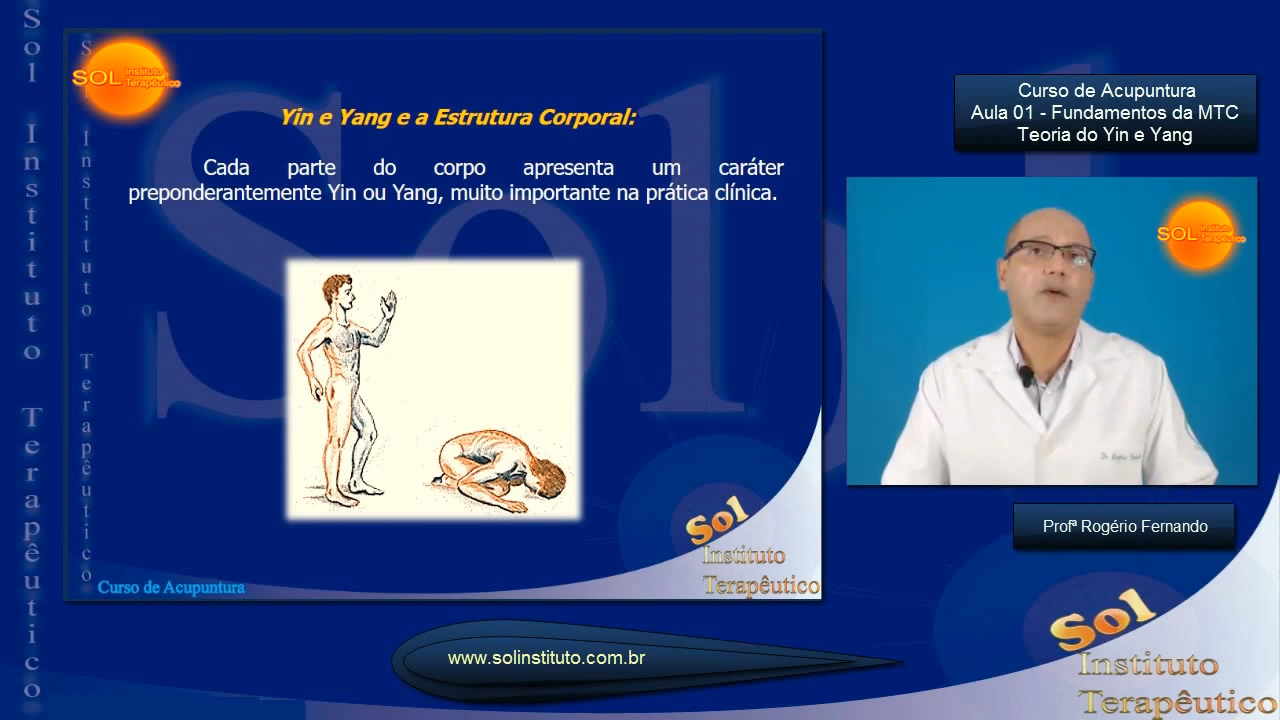 Sol Instituto Terapêutico
Sol Instituto Terapêutico
SOL Instituto
Terapêutico
Yin e Yang e a Estrutura Corporal:
Cada parte do corpo apresenta um caráter
preponderantemente Yin ou Yang, muito importante na prática clínica.
Sol
Instituto
Terapêutico
Curso de Acupuntura
Curso de Acupuntura
Aula 01 - Fundamentos da MTC
Teoria do Yin e Yang
SOL Instituto
Terapêutico
Profª Rogério Fernando
www.solinstituto.com.br
Sol
Instituto
Terapêutico